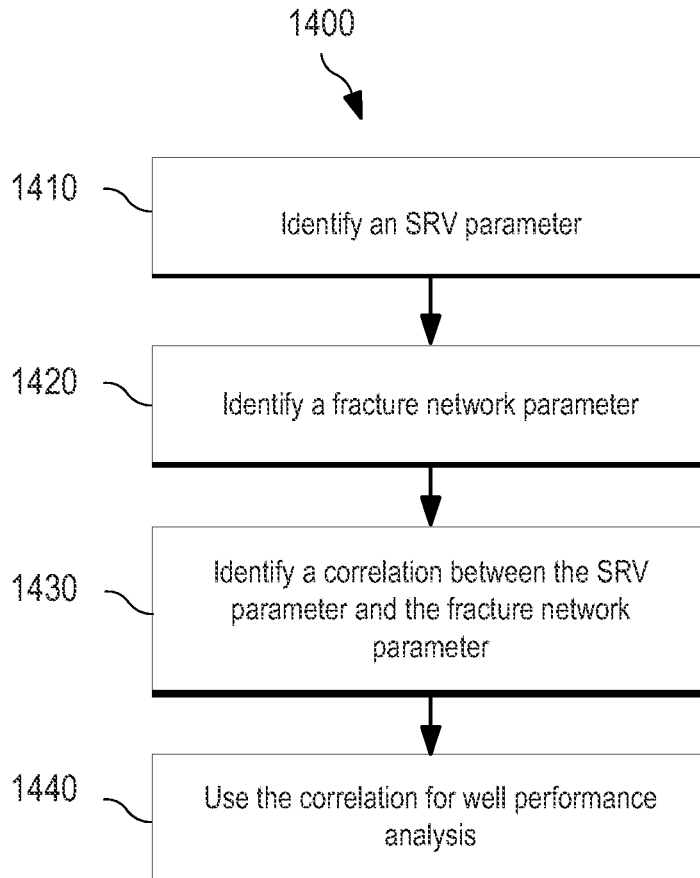 1400
1410
Identify an SRV parameter
1420
Identify a fracture network parameter
1430
Identify a correlation between the SRV
parameter and the fracture network
parameter
1440
Use the correlation for well performance
analysis